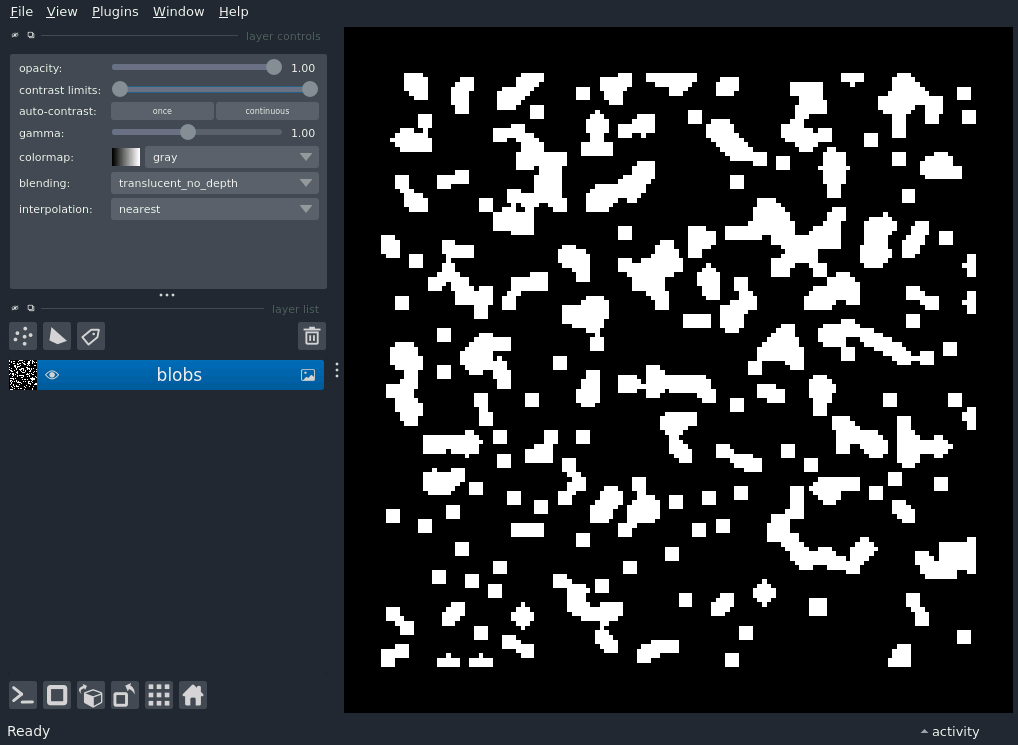 File View Plugins Window Help
layer controls
opacity: 1.00
contrast limits:
auto-contrast: once continuous
gamma: 1.00
colormap: gray
blending: translucent_no_depth
interpolation: nearest
layer list
blobs
Ready activity